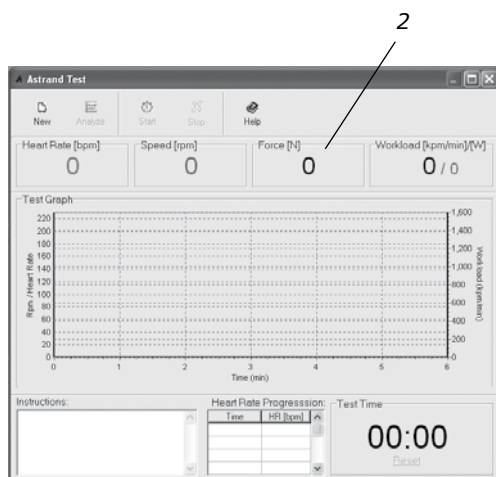 2
Astrand Test
New Analyze Start Stop Help
Heart Rate [bpm] Speed [rpm] Force [N] Workload [kpm/min]/[W]
0 0 0 0 / 0
Test Graph
220 1,600
200 1,400
180 1,200
160 1,000
140 800
120 600
100 400
80 200
60 0
40
20
0
Rpm / Heart Rate
Workload (kpm/min)
0 1 2 3 4 5 6
Time (min)
Instructions: Heart Rate Progresssion: Test Time
Time HR [bpm]
00:00
Reset